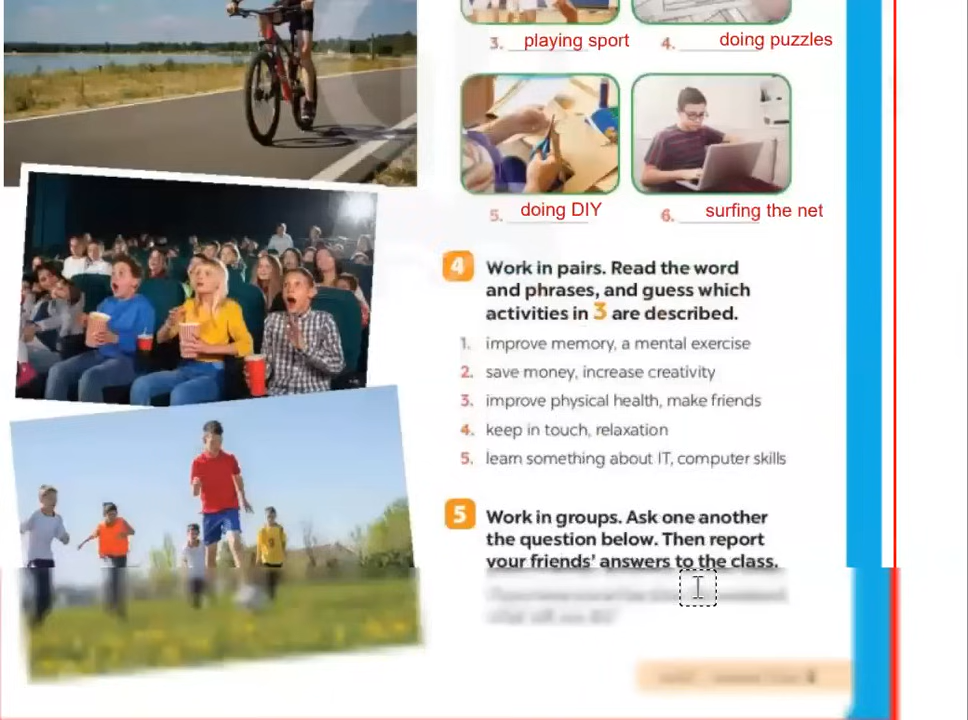 3. playing sport
4. doing puzzles
5. doing DIY
6. surfing the net
4 Work in pairs. Read the word
and phrases, and guess which
activities in 3 are described.
1. improve memory, a mental exercise
2. save money, increase creativity
3. improve physical health, make friends
4. keep in touch, relaxation
5. learn something about IT, computer skills
5 Work in groups. Ask one another
the question below. Then report
your friends' answers to the class.